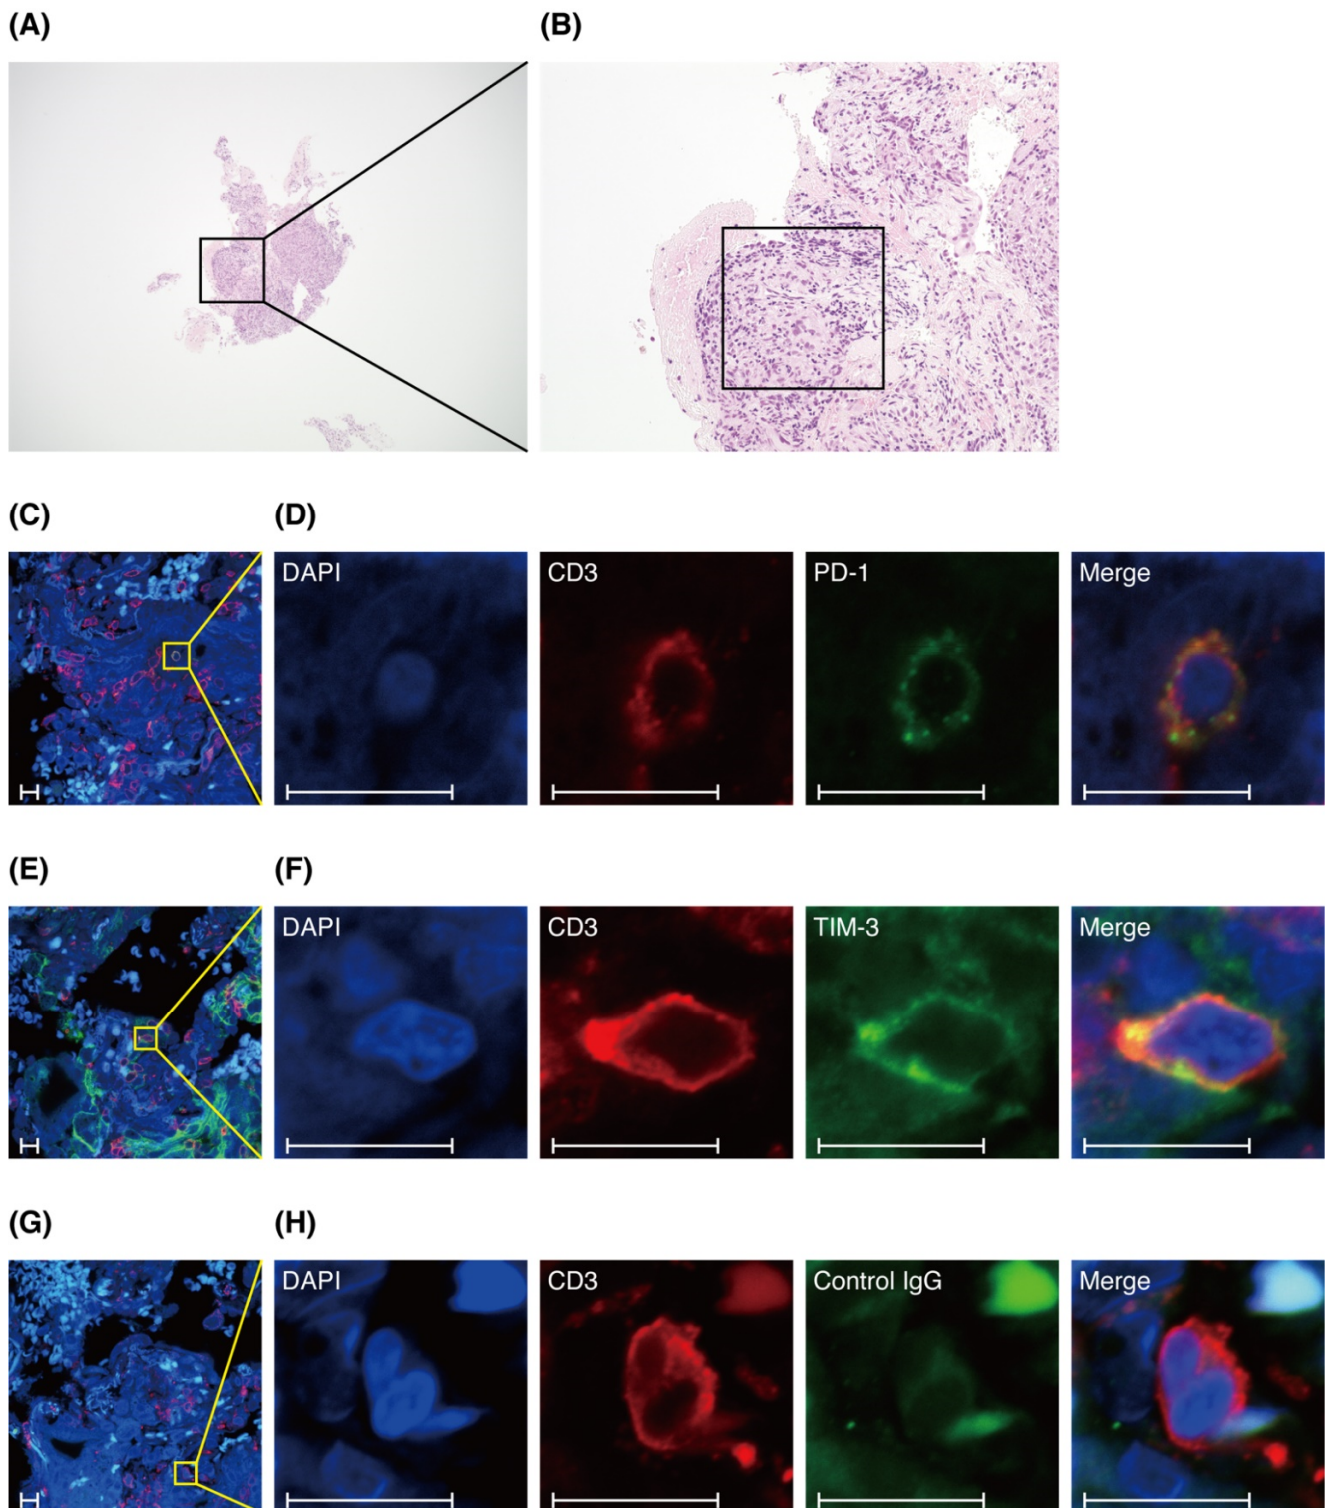 (A) (B)
(C) (D)
DAPI CD3 PD-1 Merge
(E) (F)
DAPI CD3 TIM-3 Merge
(G) (H)
DAPI CD3 Control IgG Merge